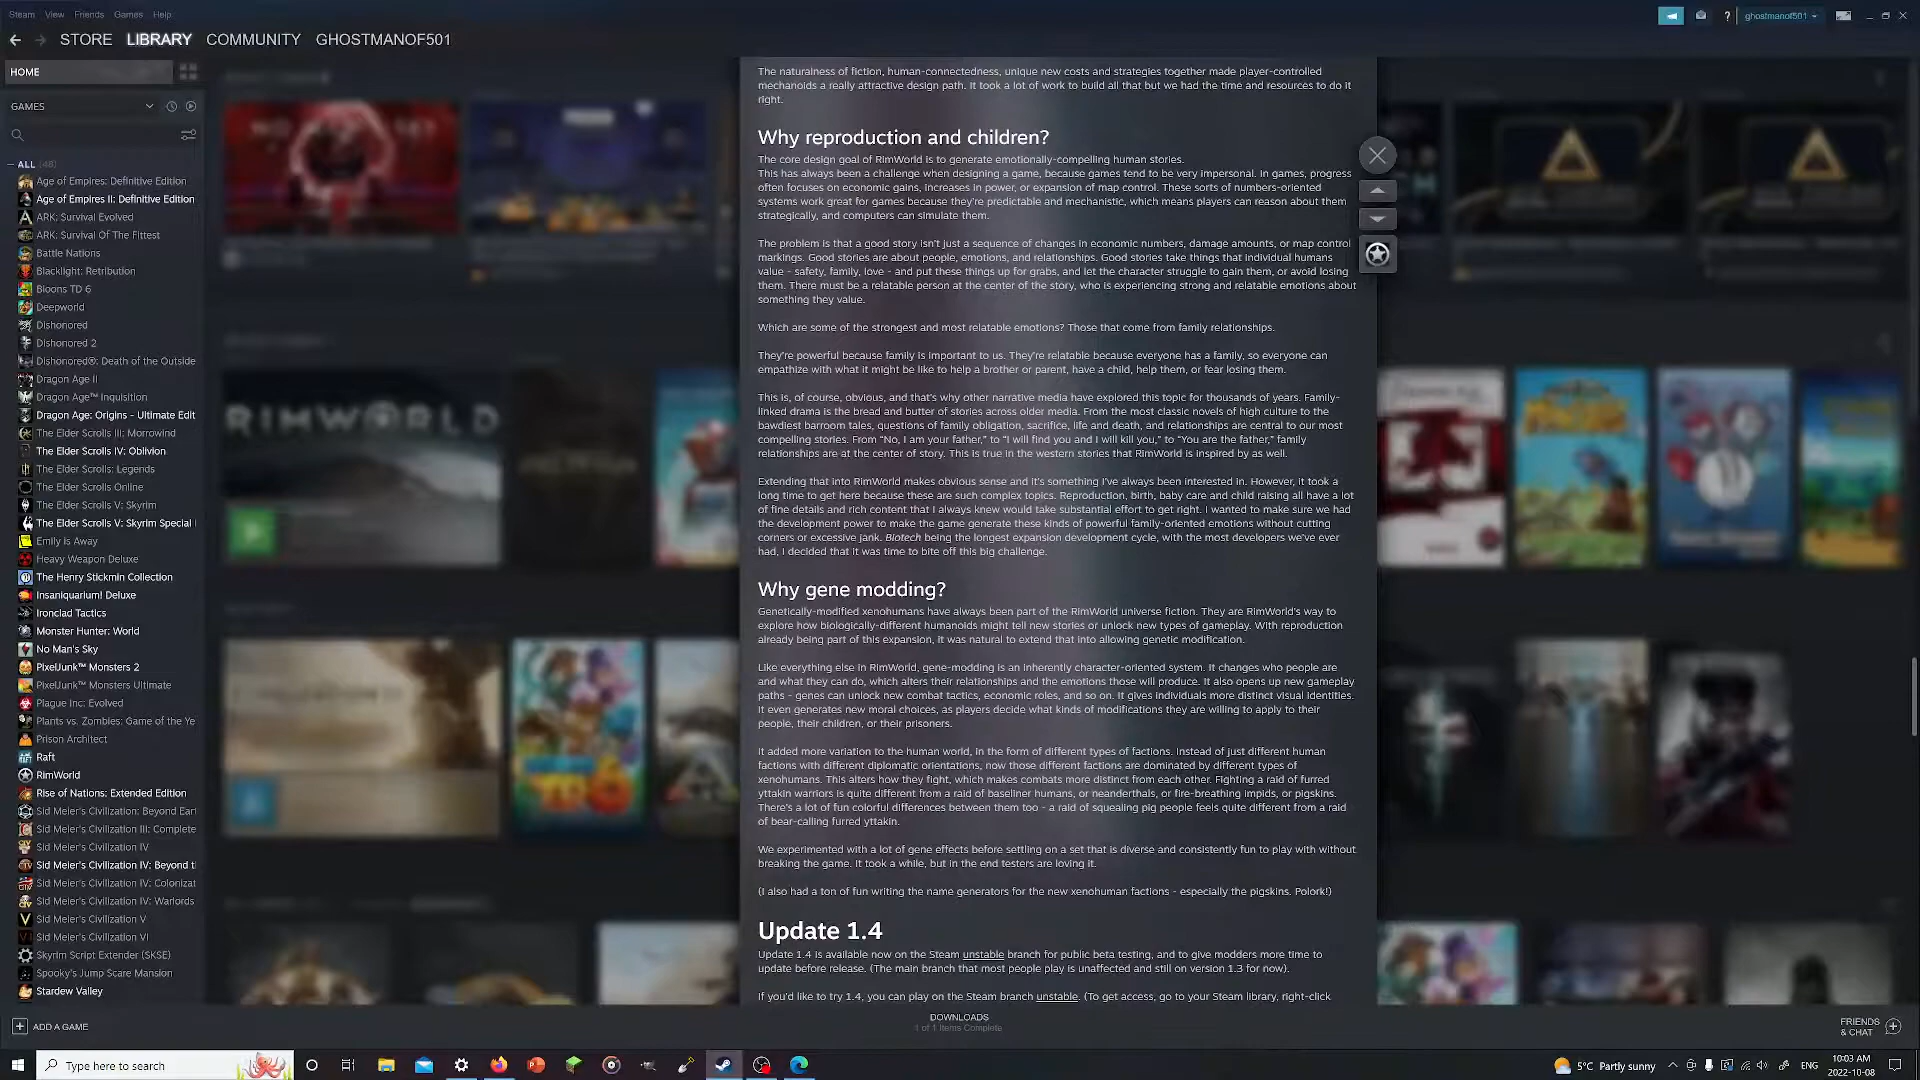 Steam View Friends Games Help
ghostmanof501
STORE LIBRARY COMMUNITY GHOSTMANOF501
HOME
GAMES
ALL (48)
Age of Empires: Definitive Edition
Age of Empires II: Definitive Edition
ARK: Survival Evolved
ARK: Survival Of The Fittest
Battle Nations
Blacklight: Retribution
Bloons TD 6
Deepworld
Dishonored
Dishonored 2
Dishonored®: Death of the Outside
Dragon Age II
Dragon Age™ Inquisition
Dragon Age: Origins - Ultimate Edit
The Elder Scrolls III: Morrowind
The Elder Scrolls IV: Oblivion
The Elder Scrolls: Legends
The Elder Scrolls Online
The Elder Scrolls V: Skyrim
The Elder Scrolls V: Skyrim Special
Emily is Away
Heavy Weapon Deluxe
The Henry Stickmin Collection
Insaniquarium! Deluxe
Ironclad Tactics
Monster Hunter: World
No Man's Sky
PixelJunk™ Monsters 2
PixelJunk™ Monsters Ultimate
Plague Inc: Evolved
Plants vs. Zombies: Game of the Ye
Prison Architect
Raft
RimWorld
Rise of Nations: Extended Edition
Sid Meier's Civilization: Beyond Eart
Sid Meier's Civilization III: Complete
Sid Meier's Civilization IV
Sid Meier's Civilization IV: Beyond t
Sid Meier's Civilization IV: Colonizat
Sid Meier's Civilization IV: Warlords
Sid Meier's Civilization V
Sid Meier's Civilization VI
Skyrim Script Extender (SKSE)
Spooky's Jump Scare Mansion
Stardew Valley
ADD A GAME
RIMWORLD
The naturalness of fiction, human-connectedness, unique new costs and strategies together made player-controlled
mechanoids a really attractive design path. It took a lot of work to build all that but we had the time and resources to do it
right.
Why reproduction and children?
The core design goal of RimWorld is to generate emotionally-compelling human stories.
This has always been a challenge when designing a game, because games tend to be very impersonal. In games, progress
often focuses on economic gains, increases in power, or expansion of map control. These sorts of numbers-oriented
systems work great for games because they're predictable and mechanistic, which means players can reason about them
strategically, and computers can simulate them.
The problem is that a good story isn't just a sequence of changes in economic numbers, damage amounts, or map control
markings. Good stories are about people, emotions, and relationships. Good stories take things that individual humans
value - safety, family, love - and put these things up for grabs, and let the character struggle to gain them, or avoid losing
them. There must be a relatable person at the center of the story, who is experiencing strong and relatable emotions about
something they value.
Which are some of the strongest and most relatable emotions? Those that come from family relationships.
They're powerful because family is important to us. They're relatable because everyone has a family, so everyone can
empathize with what it might be like to help a brother or parent, have a child, help them, or fear losing them.
This is, of course, obvious, and that's why other narrative media have explored this topic for thousands of years. Family-
linked drama is the bread and butter of stories across older media. From the most classic novels of high culture to the
bawdiest barroom tales, questions of family obligation, sacrifice, life and death, and relationships are central to our most
compelling stories. From “No, I am your father,” to “I will find you and I will kill you,” to “You are the father,” family
relationships are at the center of story. This is true in the western stories that RimWorld is inspired by as well.
Extending that into RimWorld makes obvious sense and it's something I've always been interested in. However, it took a
long time to get here because these are such complex topics. Reproduction, birth, baby care and child raising all have a lot
of fine details and rich content that I always knew would take substantial effort to get right. I wanted to make sure we had
the development power to make the game generate these kinds of powerful family-oriented emotions without cutting
corners or excessive jank. Biotech being the longest expansion development cycle, with the most developers we've ever
had, I decided that it was time to bite off this big challenge.
Why gene modding?
Genetically-modified xenohumans have always been part of the RimWorld universe fiction. They are RimWorld's way to
explore how biologically-different humanoids might tell new stories or unlock new types of gameplay. With reproduction
already being part of this expansion, it was natural to extend that into allowing genetic modification.
Like everything else in RimWorld, gene-modding is an inherently character-oriented system. It changes who people are
and what they can do, which alters their relationships and the emotions those will produce. It also opens up new gameplay
paths - genes can unlock new combat tactics, economic roles, and so on. It gives individuals more distinct visual identities.
It even generates new moral choices, as players decide what kinds of modifications they are willing to apply to their
people, their children, or their prisoners.
It added more variation to the human world, in the form of different types of factions. Instead of just different human
factions with different diplomatic orientations, now those different factions are dominated by different types of
xenohumans. This alters how they fight, which makes combats more distinct from each other. Fighting a raid of furred
yttakin warriors is quite different from a raid of baseliner humans, or neanderthals, or fire-breathing impids, or pigskins.
There's a lot of fun colorful differences between them too - a raid of squealing pig people feels quite different from a raid
of bear-calling furred yttakin.
We experimented with a lot of gene effects before settling on a set that is diverse and consistently fun to play with without
breaking the game. It took a while, but in the end testers are loving it.
(I also had a ton of fun writing the name generators for the new xenohuman factions - especially the pigskins. Polork!)
Update 1.4
Update 1.4 is available now on the Steam unstable branch for public beta testing, and to give modders more time to
update before release. (The main branch that most people play is unaffected and still on version 1.3 for now).
If you'd like to try 1.4, you can play on the Steam branch unstable. (To get access, go to your Steam library, right-click
DOWNLOADS
1 of 1 Items Complete
FRIENDS
& CHAT
Type here to search
5°C Partly sunny
ENG
10:03 AM
2022-10-08